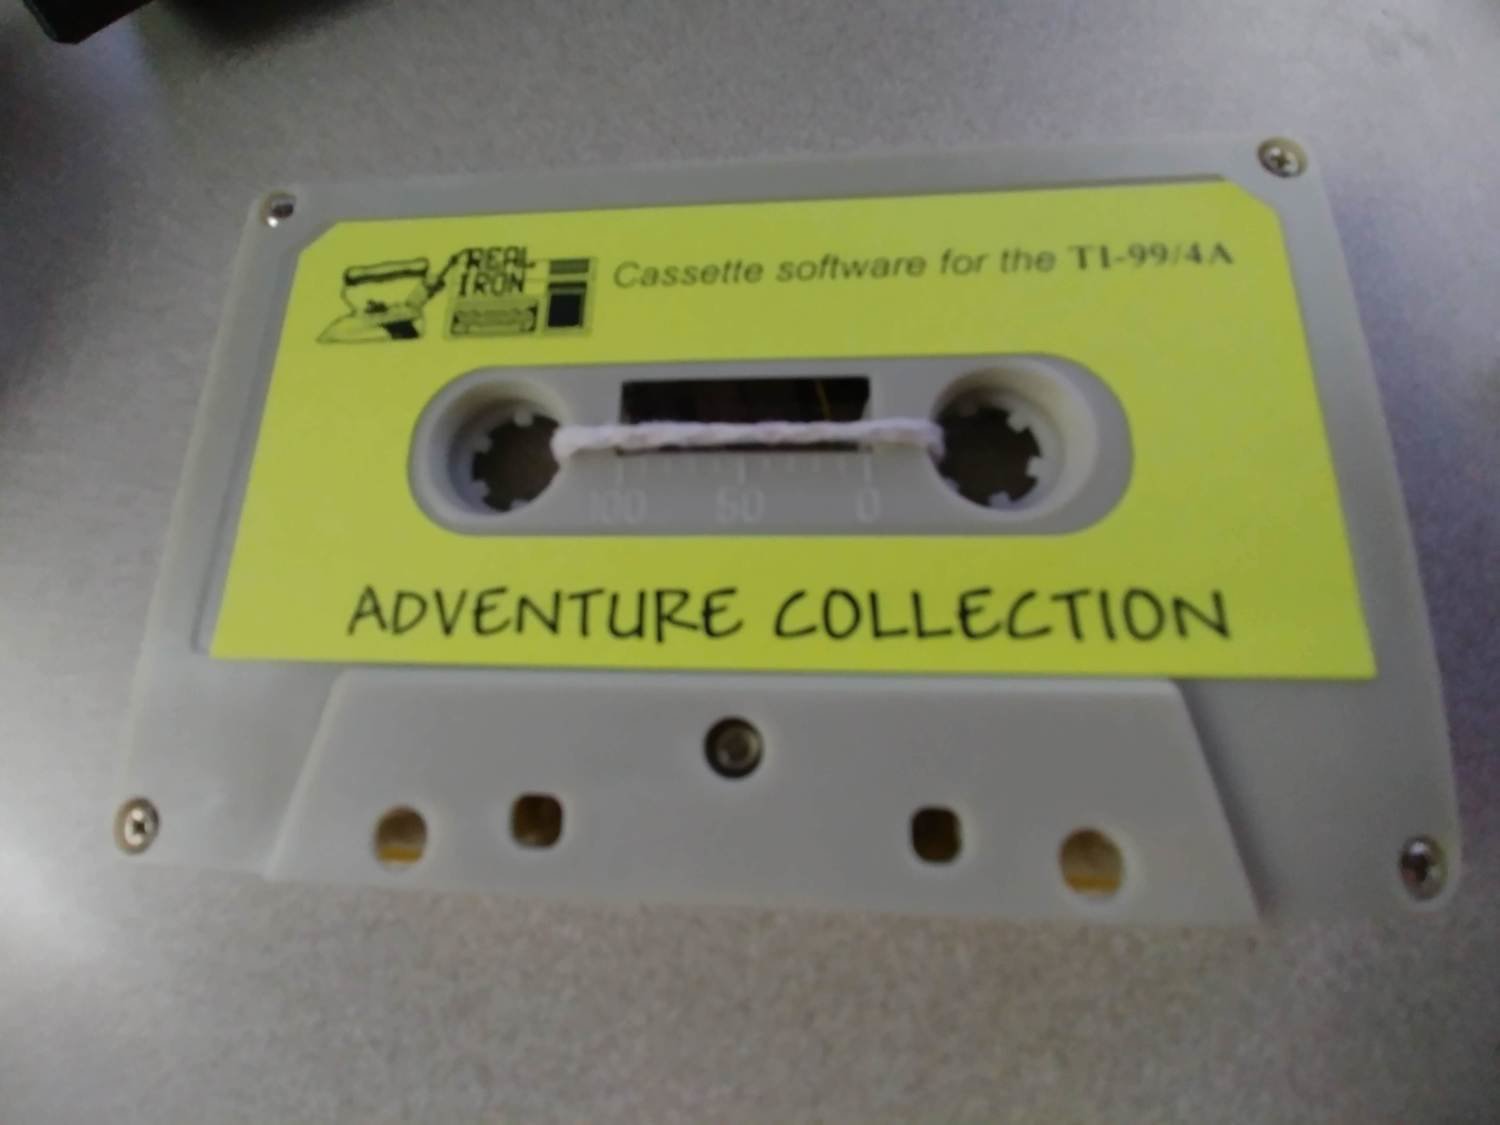 REAL
IRON
Cassette software for the TI-99/4A
100 50 0
ADVENTURE COLLECTION